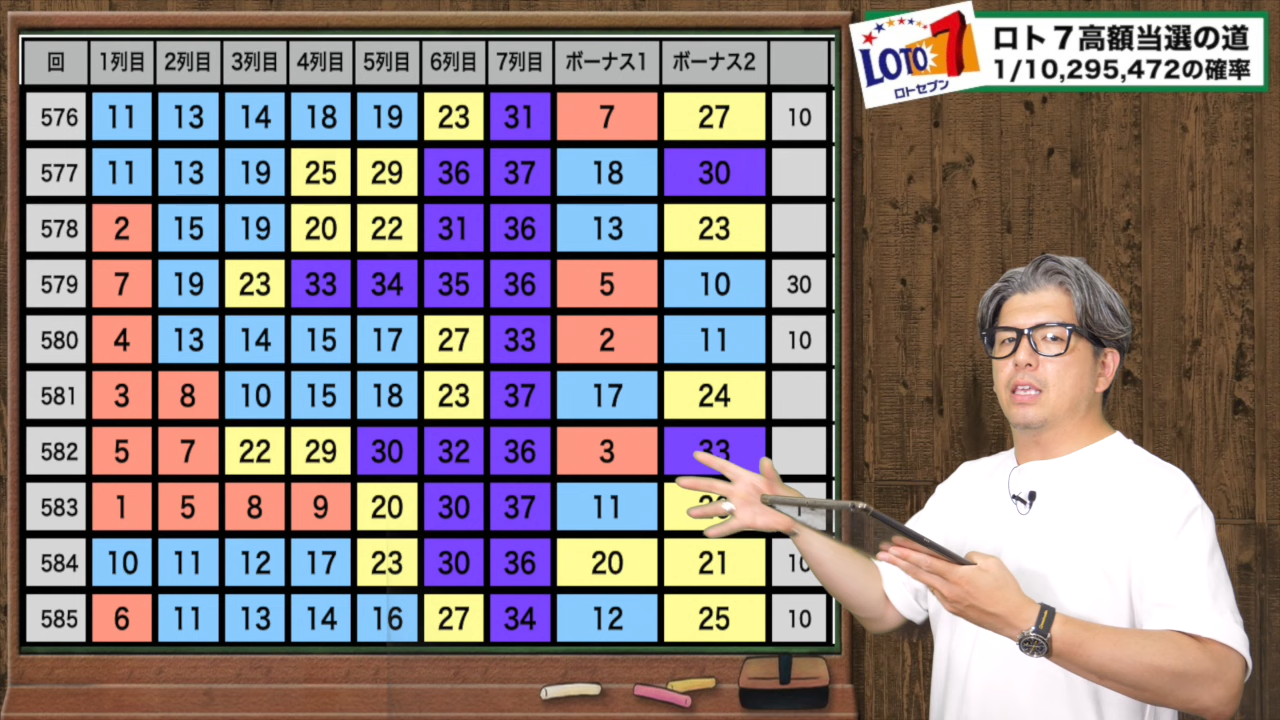 回 1列目 2列目 3列目 4列目 5列目 6列目 7列目 ボーナス1 ボーナス2
576 11 13 14 18 19 23 31 7 27 10
577 11 13 19 25 29 36 37 18 30
578 2 15 19 20 22 31 36 13 23
579 7 19 23 33 34 35 36 5 10 30
580 4 13 14 15 17 27 33 2 11 10
581 3 8 10 15 18 23 37 17 24
582 5 7 22 29 30 32 36 3 33
583 1 5 8 9 20 30 37 11
584 10 11 12 17 23 30 36 20 21 10
585 6 11 13 14 16 27 34 12 25 10
LOTO 7
ロトセブン
ロト7高額当選の道
1/10,295,472の確率